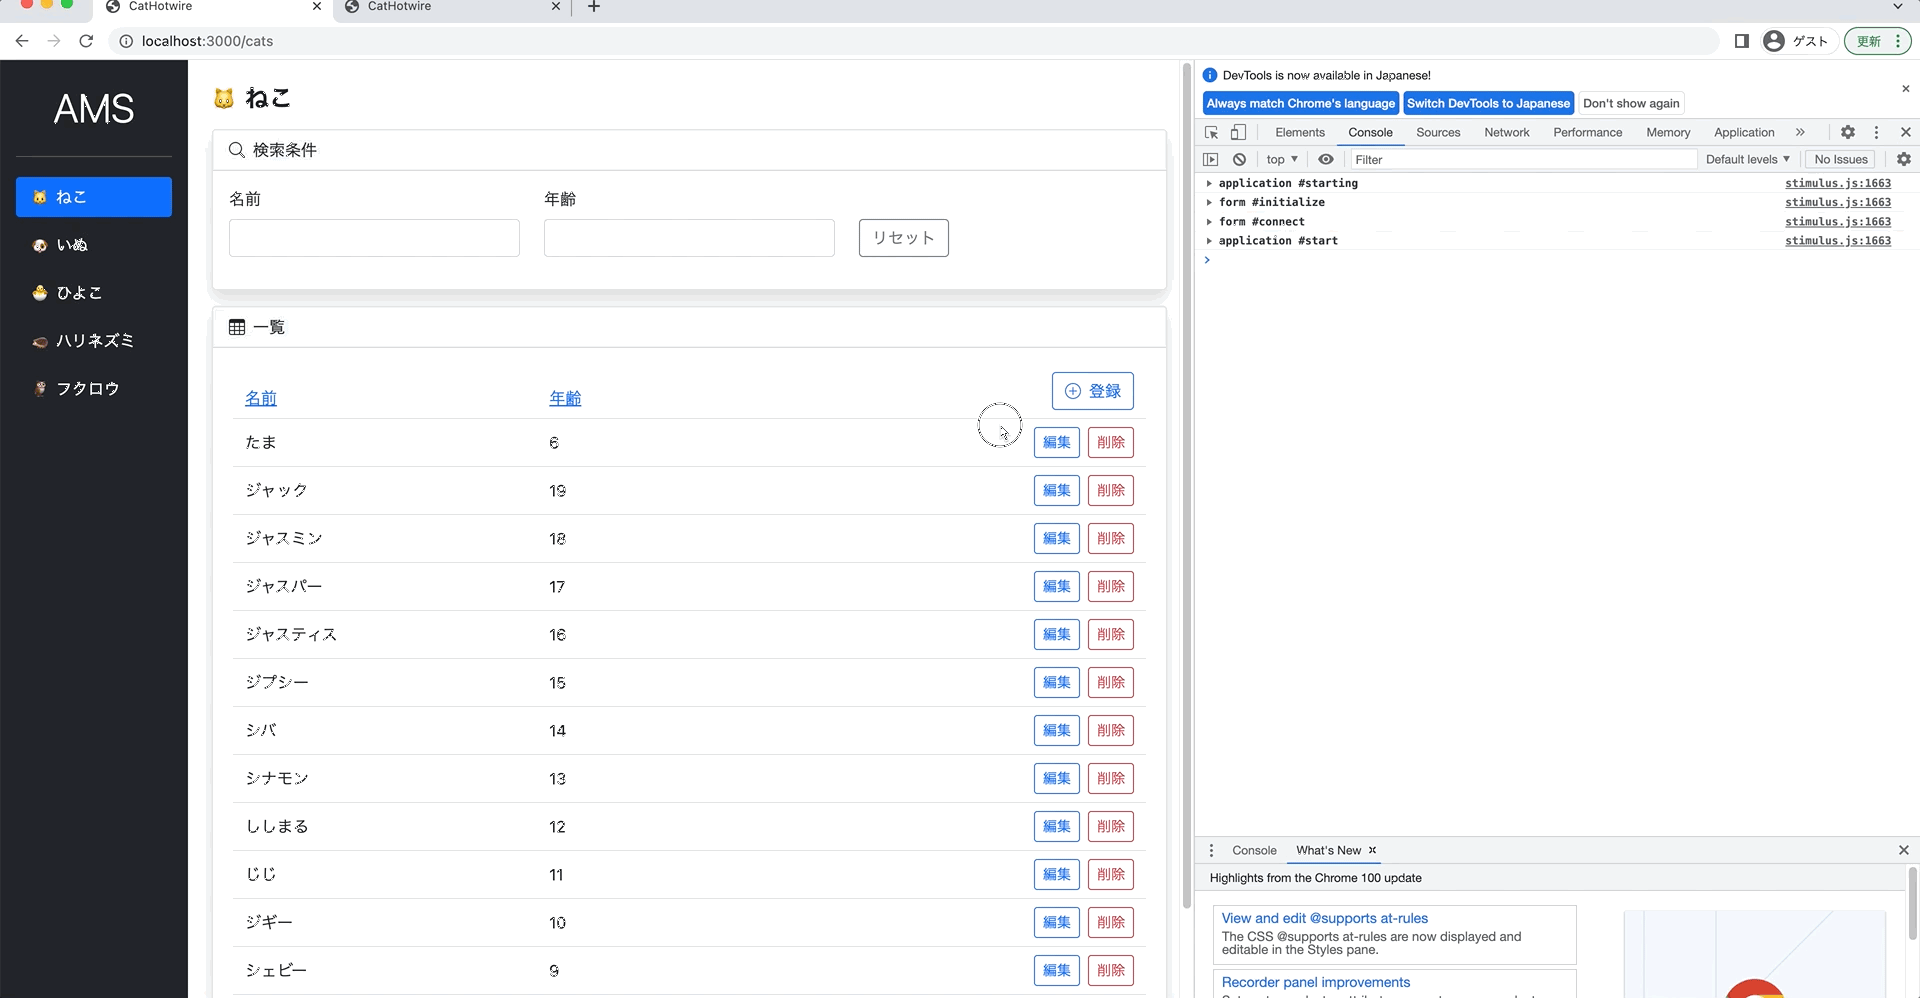 CatHotwire
CatHotwire
localhost:3000/cats
ゲスト
更新
AMS
ねこ
いぬ
ひよこ
ハリネズミ
フクロウ
ねこ
検索条件
名前
年齢
リセット
一覧
名前 年齢 登録
たま 6 編集 削除
ジャック 19 編集 削除
ジャスミン 18 編集 削除
ジャスパー 17 編集 削除
ジャスティス 16 編集 削除
ジプシー 15 編集 削除
シバ 14 編集 削除
シナモン 13 編集 削除
ししまる 12 編集 削除
じじ 11 編集 削除
ジギー 10 編集 削除
シェビー 9 編集 削除
DevTools is now available in Japanese!
Always match Chrome's language Switch DevTools to Japanese Don't show again
Elements Console Sources Network Performance Memory Application
top Filter Default levels No Issues
application #starting stimulus.js:1663
form #initialize stimulus.js:1663
form #connect stimulus.js:1663
application #start stimulus.js:1663
Console What's New
Highlights from the Chrome 100 update
View and edit @supports at-rules
The CSS @supports at-rules are now displayed and
editable in the Styles pane.
Recorder panel improvements